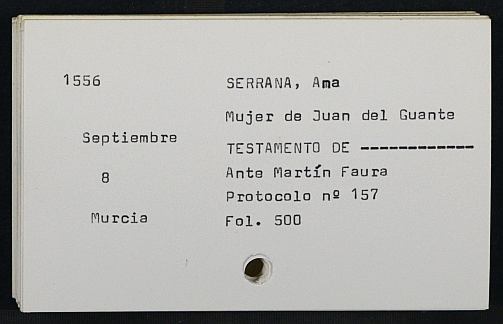 1556 SERRANA, Ama
Mujer de Juan del Guante
Septiembre
TESTAMENTO DE ------------
8 Ante Martín Faura
Protocolo nº 157
Murcia Fol. 500